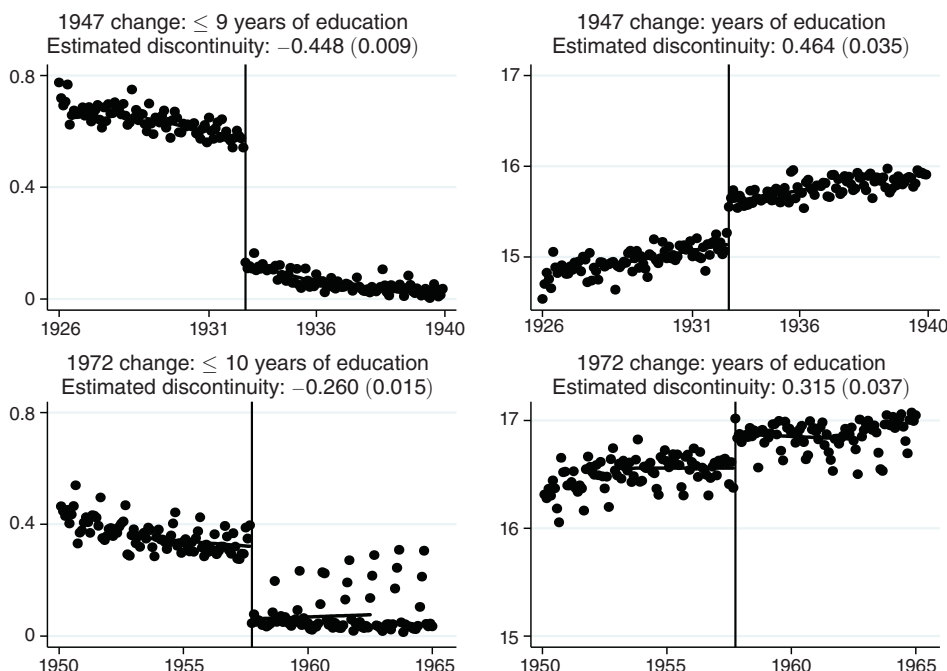 1947 change: ≤ 9 years of education
Estimated discontinuity: −0.448 (0.009)
0.8
0.4
0
1926 1931 1936 1940
1947 change: years of education
Estimated discontinuity: 0.464 (0.035)
17
16
15
1926 1931 1936 1940
1972 change: ≤ 10 years of education
Estimated discontinuity: −0.260 (0.015)
0.8
0.4
0
1950 1955 1960 1965
1972 change: years of education
Estimated discontinuity: 0.315 (0.037)
17
16
15
1950 1955 1960 1965